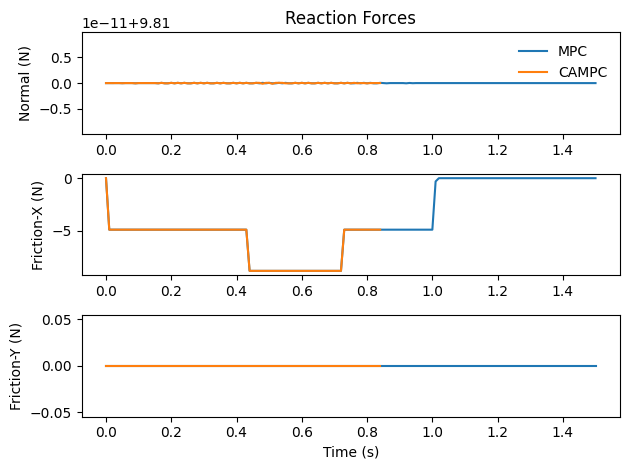 Reaction Forces
1e−11+9.81
Normal (N)
0.5
0.0
−0.5
MPC
CAMPC
0.0 0.2 0.4 0.6 0.8 1.0 1.2 1.4
Friction-X (N)
0
−5
0.0 0.2 0.4 0.6 0.8 1.0 1.2 1.4
Friction-Y (N)
0.05
0.00
−0.05
0.0 0.2 0.4 0.6 0.8 1.0 1.2 1.4
Time (s)